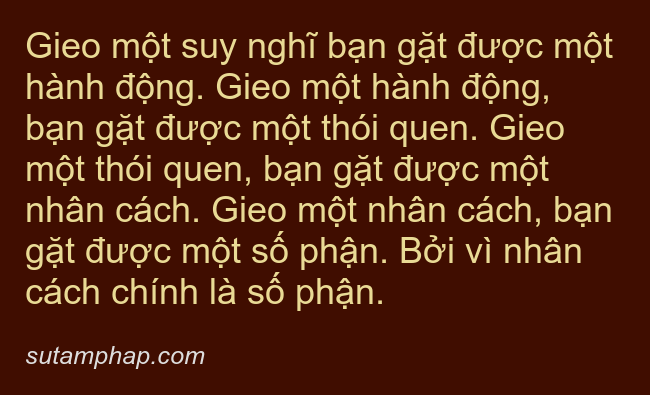 Gieo một suy nghĩ bạn gặt được một
hành động. Gieo một hành động,
bạn gặt được một thói quen. Gieo
một thói quen, bạn gặt được một
nhân cách. Gieo một nhân cách, bạn
gặt được một số phận. Bởi vì nhân
cách chính là số phận.
sutamphap.com